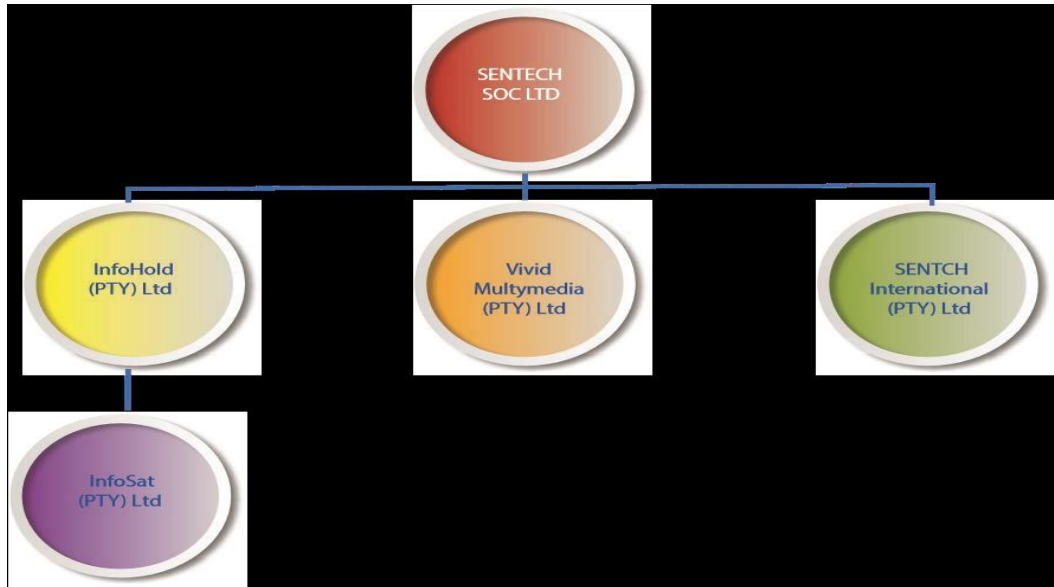 SENTECH
SOC LTD
InfoHold
(PTY) Ltd
Vivid
Multymedia
(PTY) Ltd
SENTCH
International
(PTY) Ltd
InfoSat
(PTY) Ltd